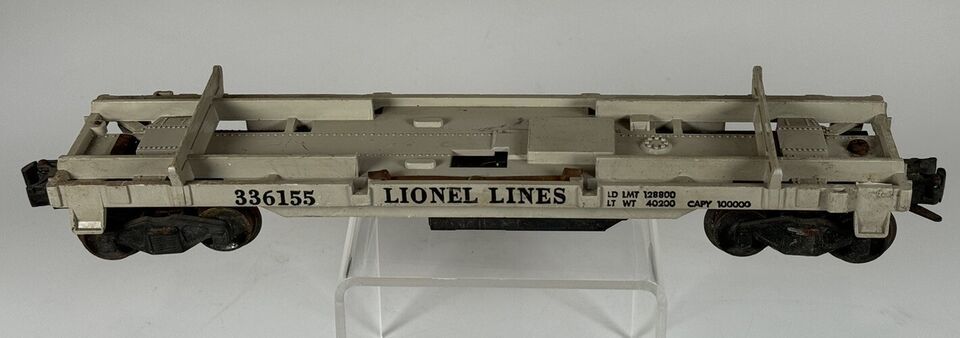 336155 LIONEL LINES LD LMT 128800
LT WT 40200 CAPY 100000